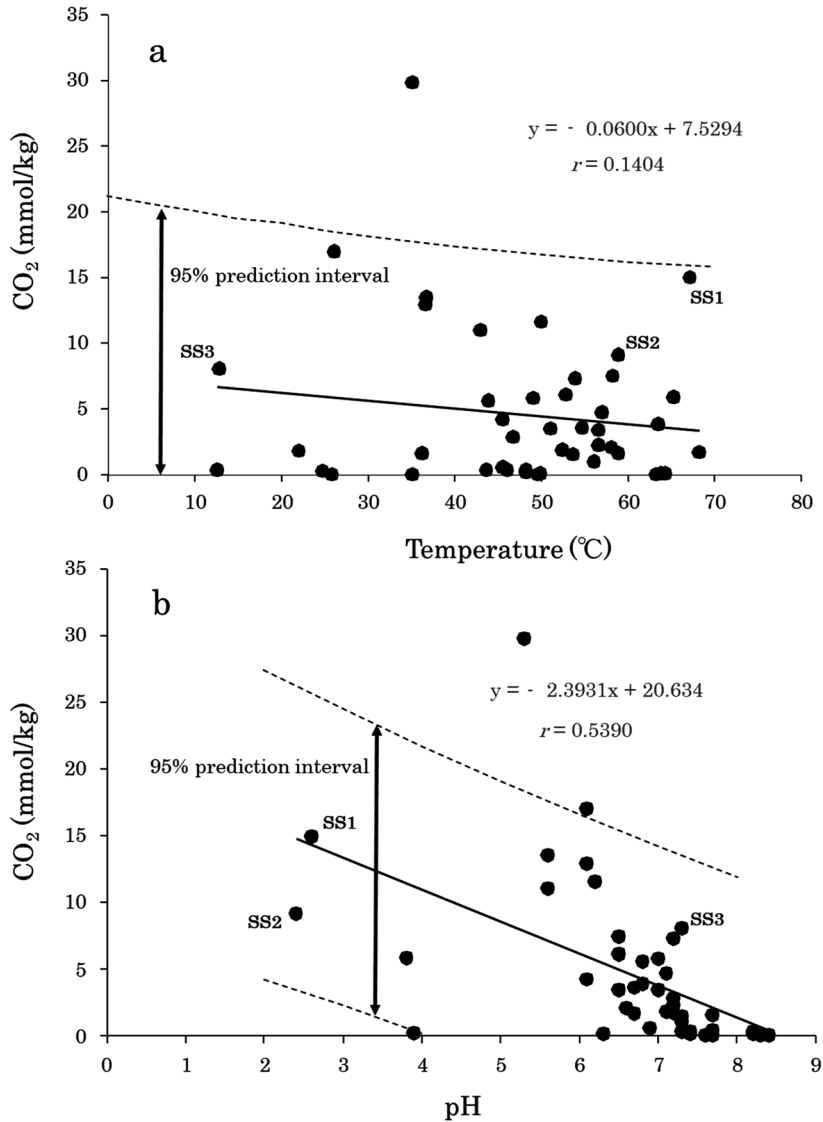 35
a
30
y = - 0.0600x + 7.5294
r = 0.1404
25
20
CO2 (mmol/kg)
95% prediction interval
15
SS1
SS2
10
SS3
5
0
0 10 20 30 40 50 60 70 80
Temperature (℃)
35
b
30
y = - 2.3931x + 20.634
r = 0.5390
25
20
95% prediction interval
CO2 (mmol/kg)
15
SS1
10
SS2
SS3
5
0
0 1 2 3 4 5 6 7 8 9
pH